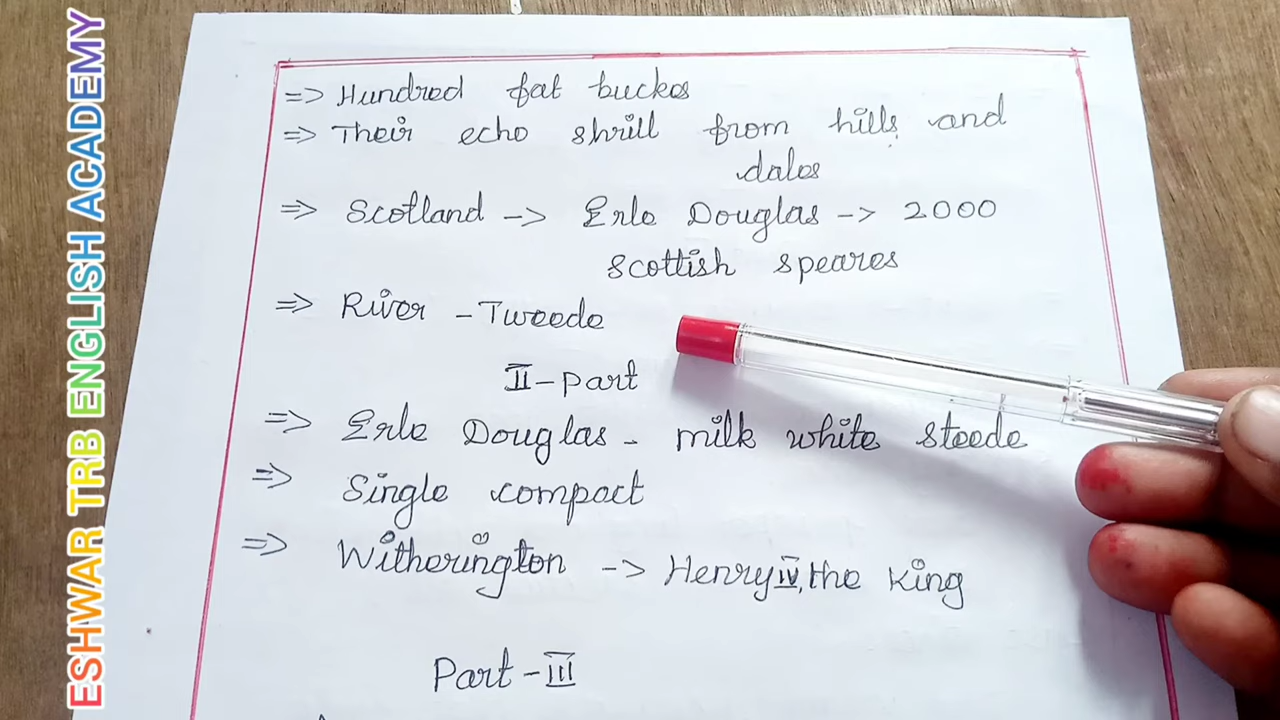 ESHWAR TRB ENGLISH ACADEMY
=> Hundred fat buckes
=> Their echo shrill from hills and
dales
=> Scotland -> Erle Douglas -> 2000
Scottish speares
=> River - Tweede
II - Part
=> Erle Douglas - milk white steede
=> Single compact
=> Witherington -> Henry IV, the King
Part - III